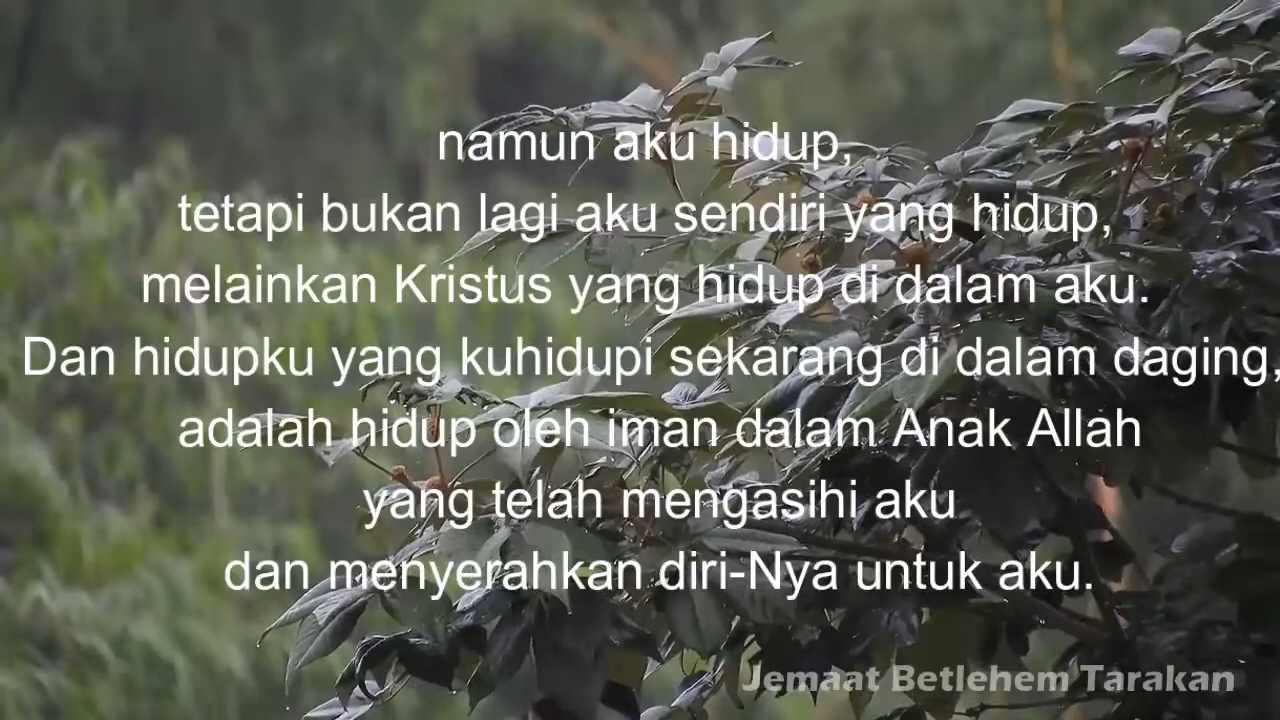 namun aku hidup,
tetapi bukan lagi aku sendiri yang hidup,
melainkan Kristus yang hidup di dalam aku.
Dan hidupku yang kuhidupi sekarang di dalam daging,
adalah hidup oleh iman dalam Anak Allah
yang telah mengasihi aku
dan menyerahkan diri-Nya untuk aku.
Jemaat Betlehem Tarakan